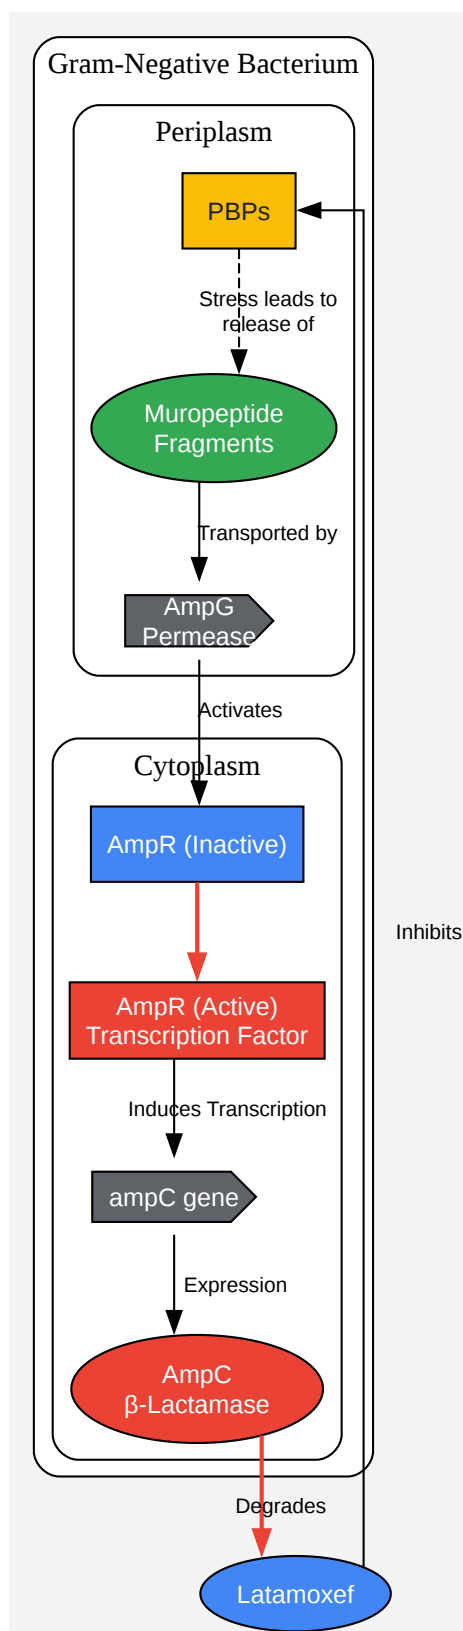 Gram-Negative Bacterium
Periplasm
PBPs
Stress leads to
release of
Muropeptide
Fragments
Transported by
AmpG
Permease
Activates
Cytoplasm
AmpR (Inactive)
Inhibits
AmpR (Active)
Transcription Factor
Induces Transcription
ampC gene
Expression
AmpC
β-Lactamase
Degrades
Latamoxef